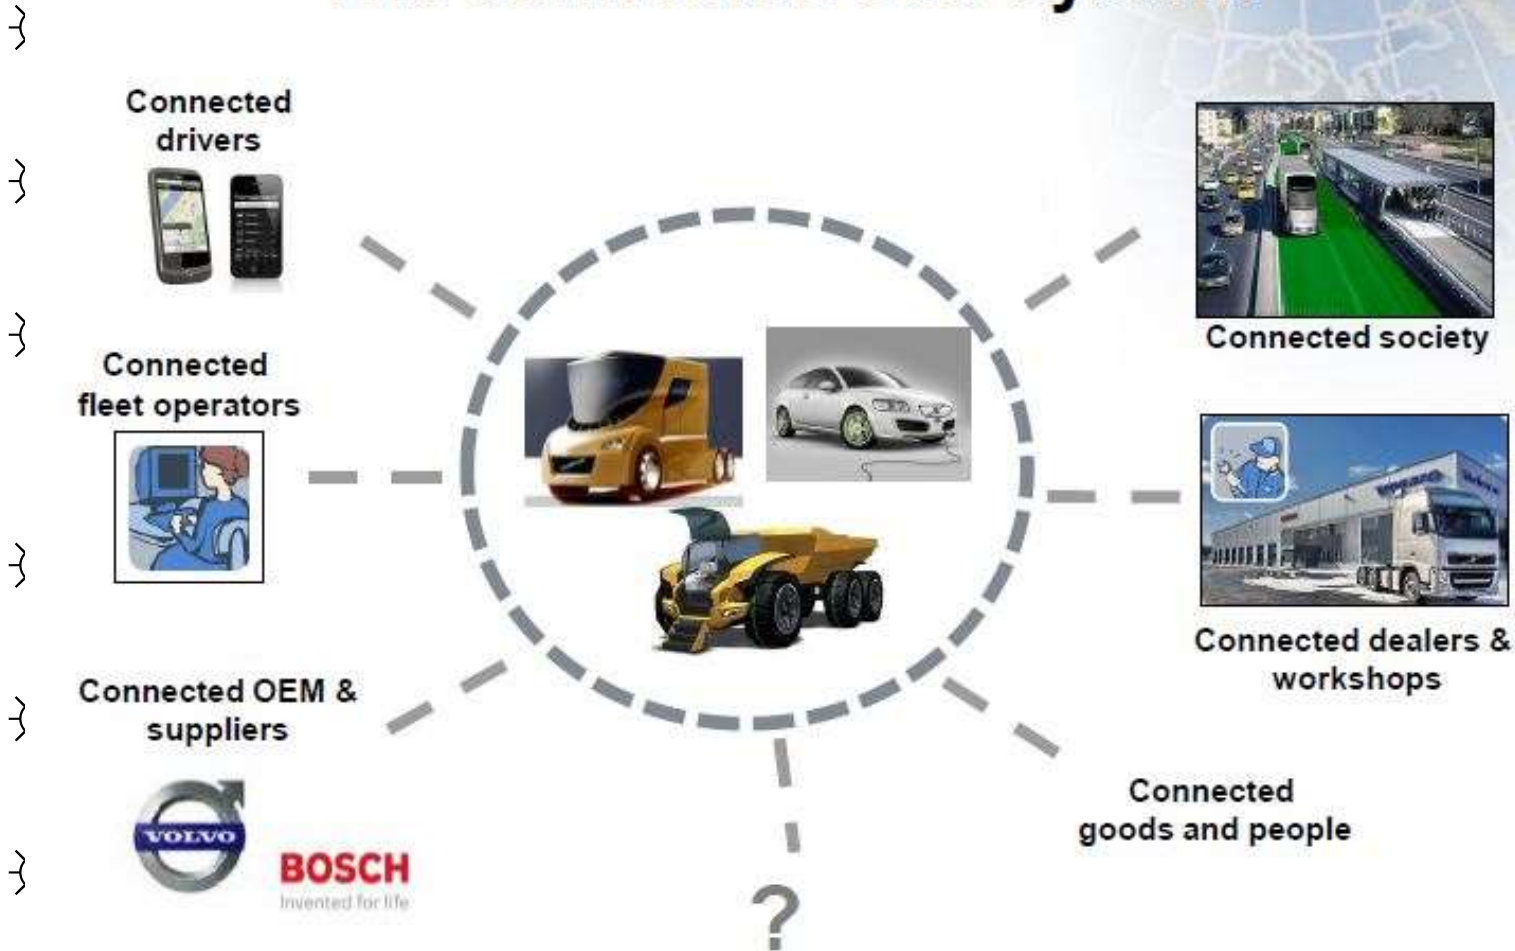 Connected
drivers
Connected
fleet operators
Connected OEM &
suppliers
VOLVO
BOSCH
Invented for life
?
Connected society
Connected dealers &
workshops
Connected
goods and people